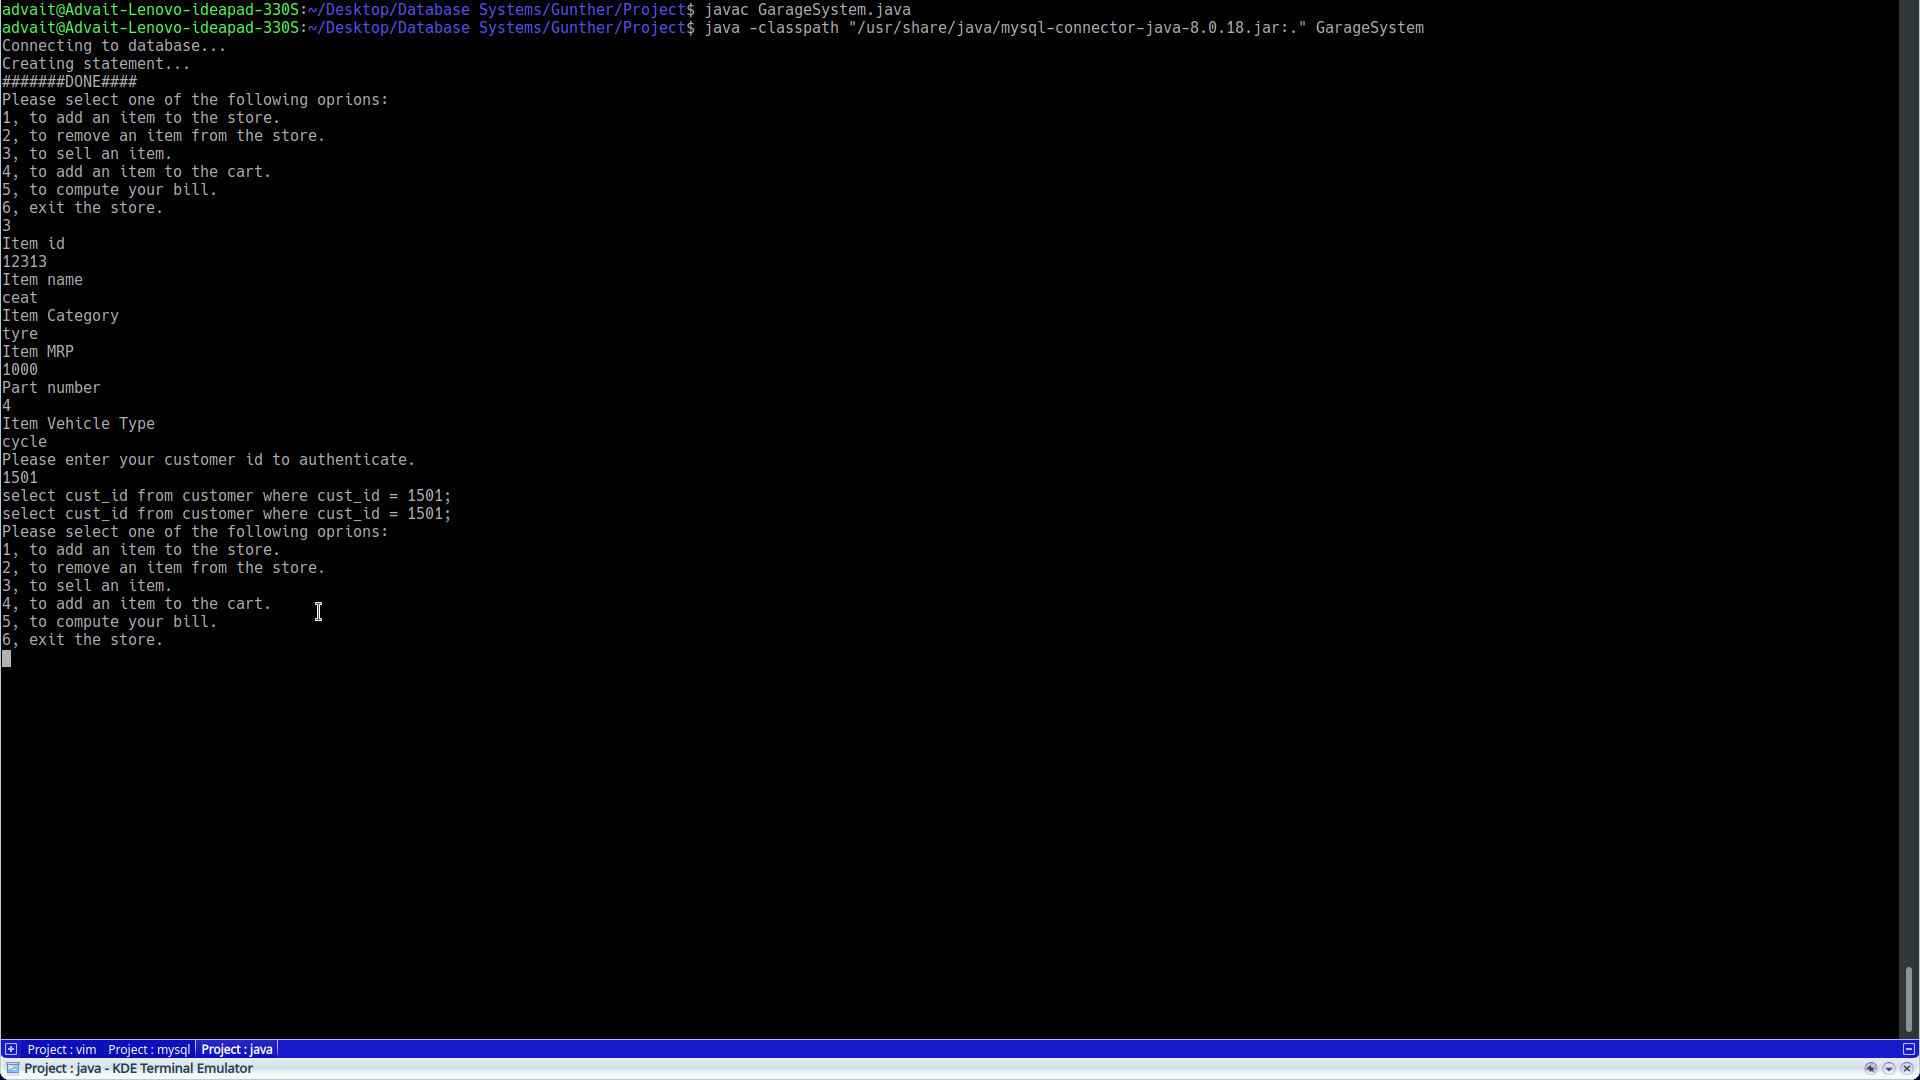 advait@Advait-Lenovo-ideapad-330S:~/Desktop/Database Systems/Gunther/Project$ javac GarageSystem.java
advait@Advait-Lenovo-ideapad-330S:~/Desktop/Database Systems/Gunther/Project$ java -classpath "/usr/share/java/mysql-connector-java-8.0.18.jar:." GarageSystem
Connecting to database...
Creating statement...
#######DONE####
Please select one of the following oprions:
1, to add an item to the store.
2, to remove an item from the store.
3, to sell an item.
4, to add an item to the cart.
5, to compute your bill.
6, exit the store.
3
Item id
12313
Item name
ceat
Item Category
tyre
Item MRP
1000
Part number
4
Item Vehicle Type
cycle
Please enter your customer id to authenticate.
1501
select cust_id from customer where cust_id = 1501;
select cust_id from customer where cust_id = 1501;
Please select one of the following oprions:
1, to add an item to the store.
2, to remove an item from the store.
3, to sell an item.
4, to add an item to the cart.
5, to compute your bill.
6, exit the store.
Project : vim Project : mysql Project : java
Project : java - KDE Terminal Emulator